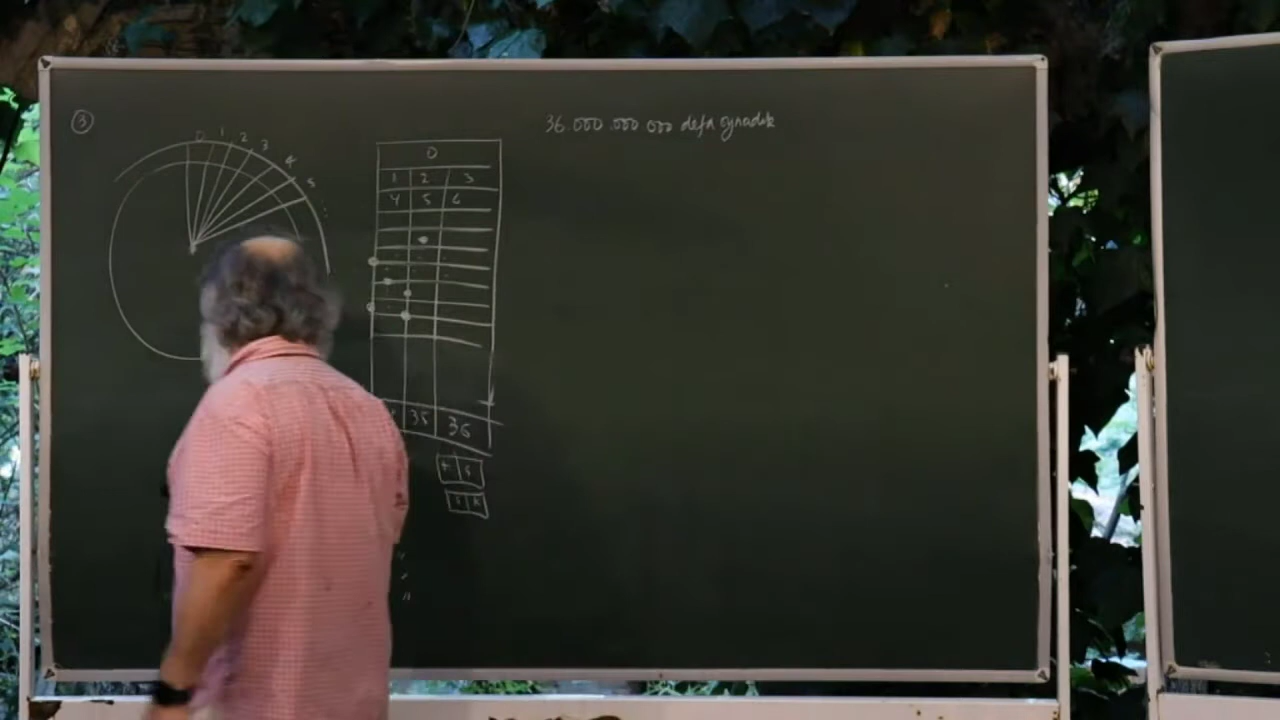 ③
36.000.000.000 defa oynadık
0 1 2 3 4 5
0
1 2 3
4 5 6
35 36